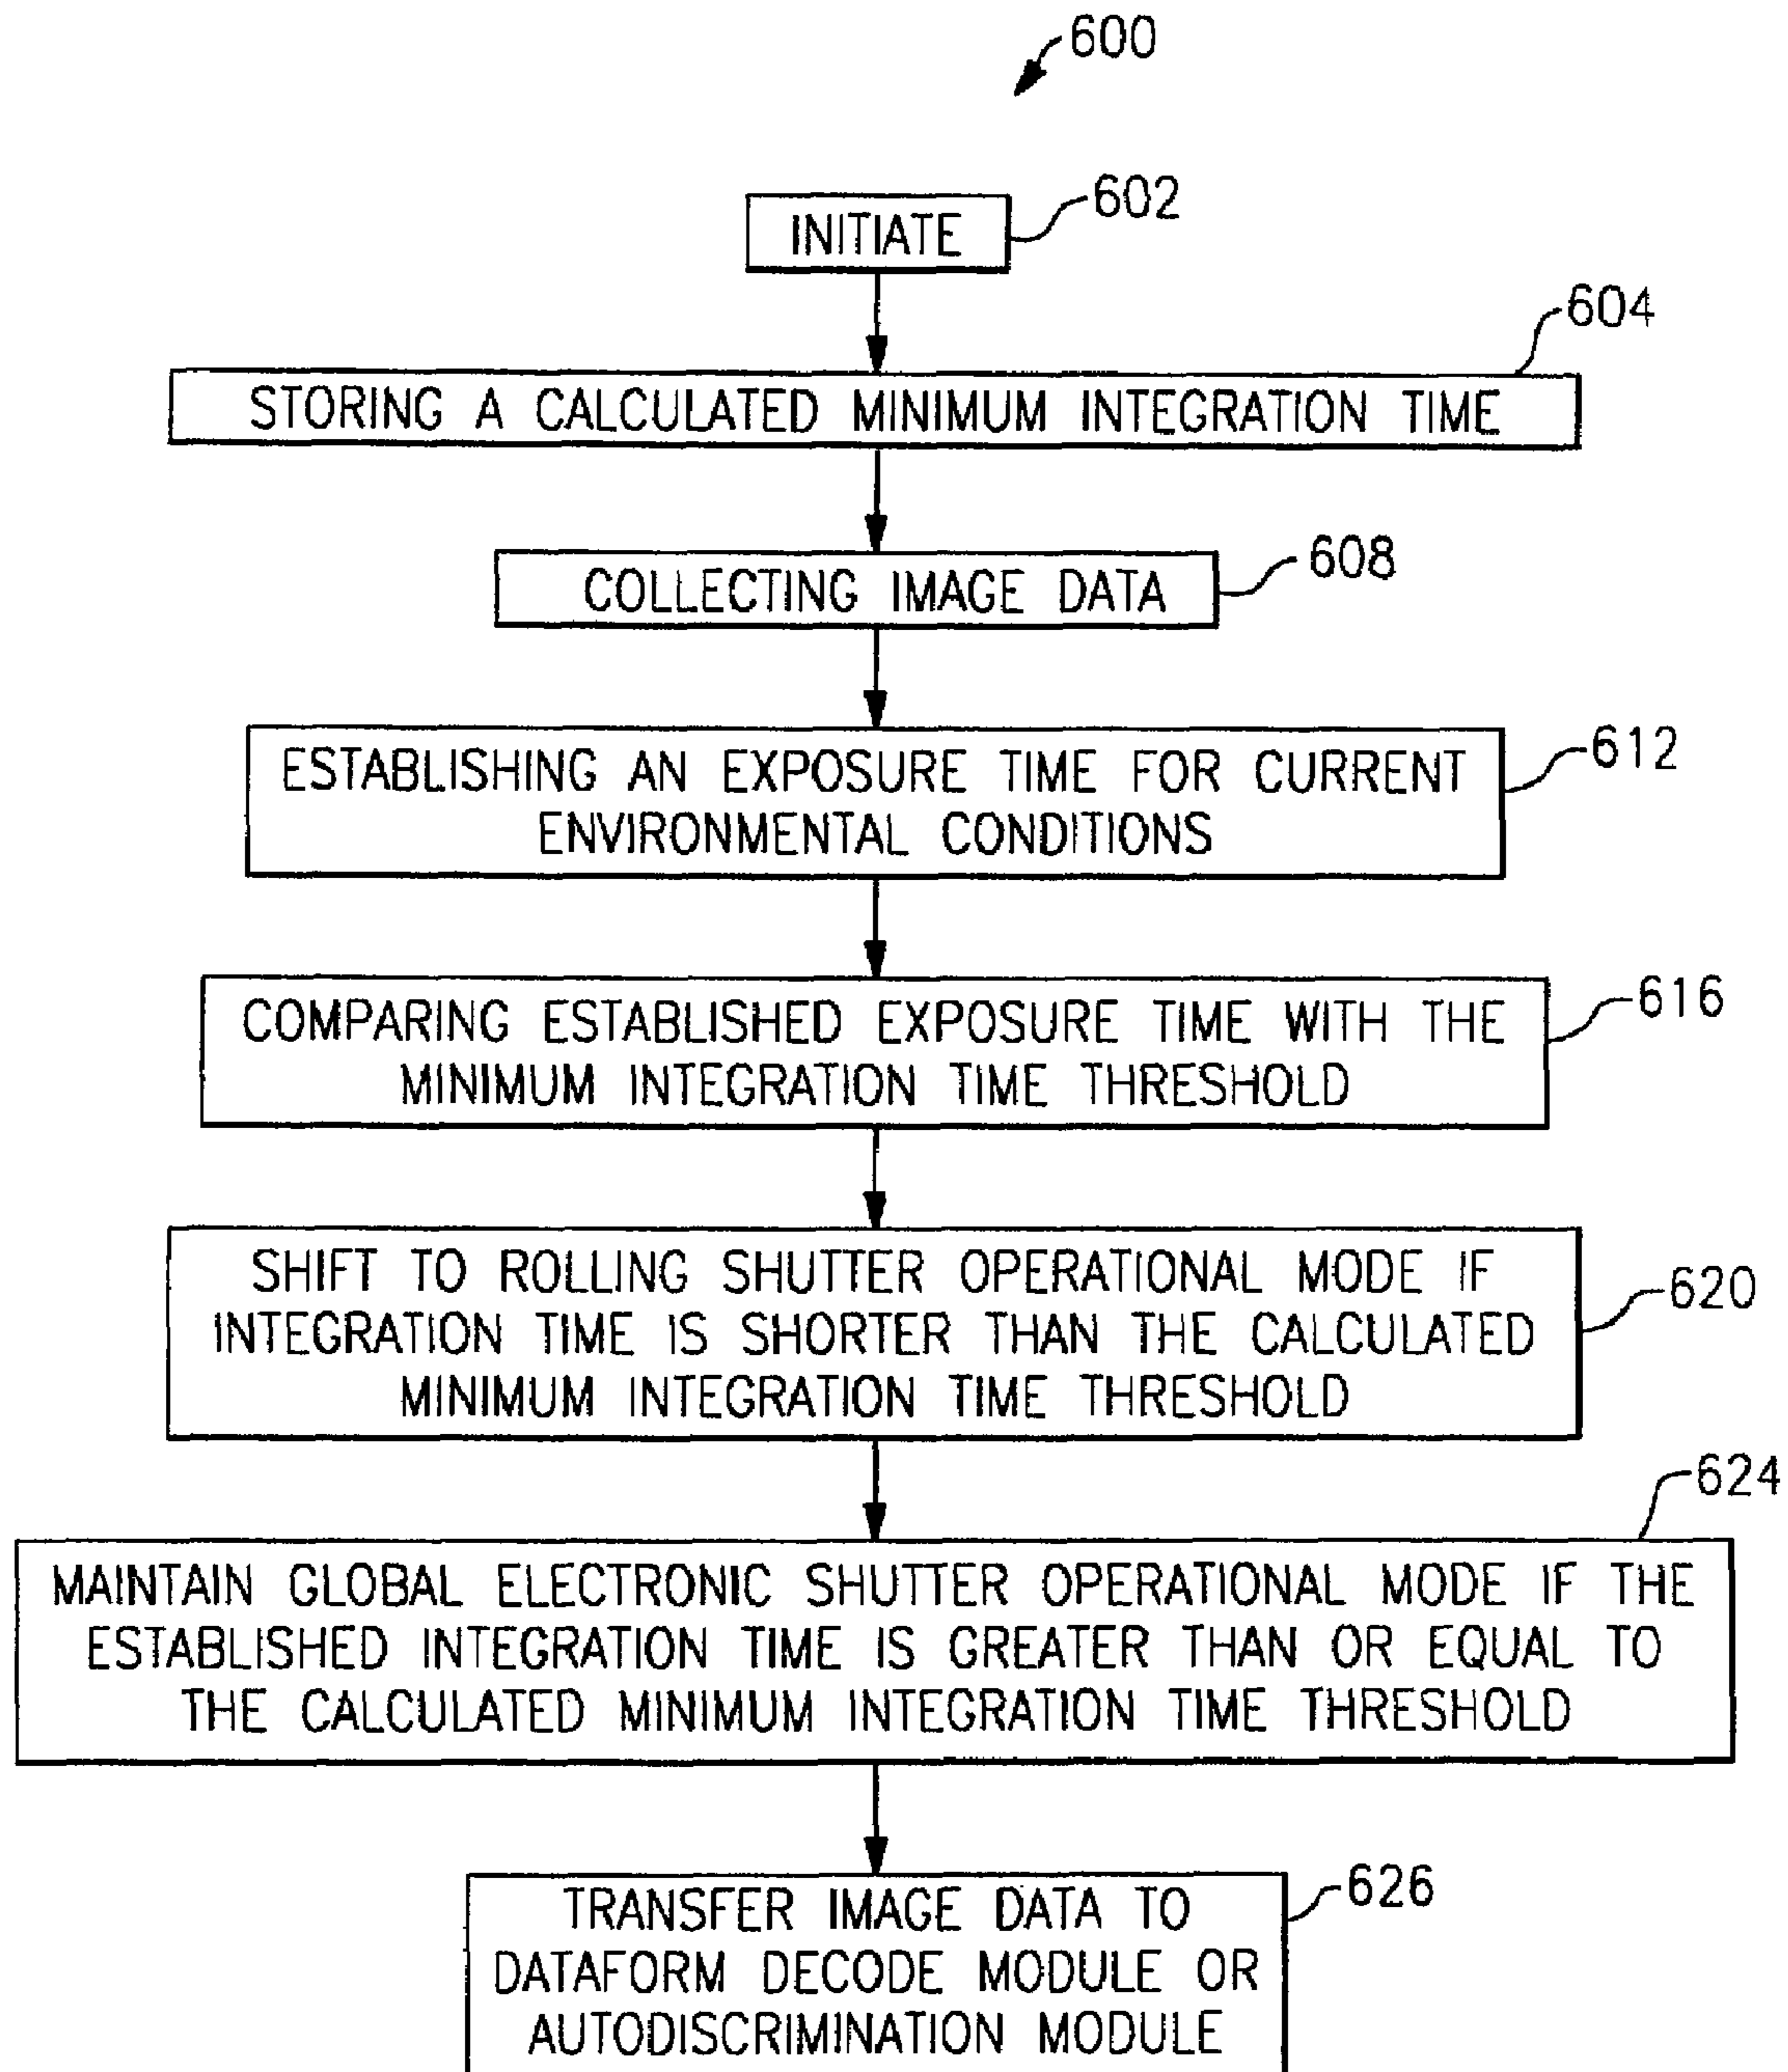 600
INITIATE
602
604
STORING A CALCULATED MINIMUM INTEGRATION TIME
COLLECTING IMAGE DATA
608
ESTABLISHING AN EXPOSURE TIME FOR CURRENT
ENVIRONMENTAL CONDITIONS
612
COMPARING ESTABLISHED EXPOSURE TIME WITH THE
MINIMUM INTEGRATION TIME THRESHOLD
616
SHIFT TO ROLLING SHUTTER OPERATIONAL MODE IF
INTEGRATION TIME IS SHORTER THAN THE CALCULATED
MINIMUM INTEGRATION TIME THRESHOLD
620
624
MAINTAIN GLOBAL ELECTRONIC SHUTTER OPERATIONAL MODE IF THE
ESTABLISHED INTEGRATION TIME IS GREATER THAN OR EQUAL TO
THE CALCULATED MINIMUM INTEGRATION TIME THRESHOLD
TRANSFER IMAGE DATA TO
DATAFORM DECODE MODULE OR
AUTODISCRIMINATION MODULE
626